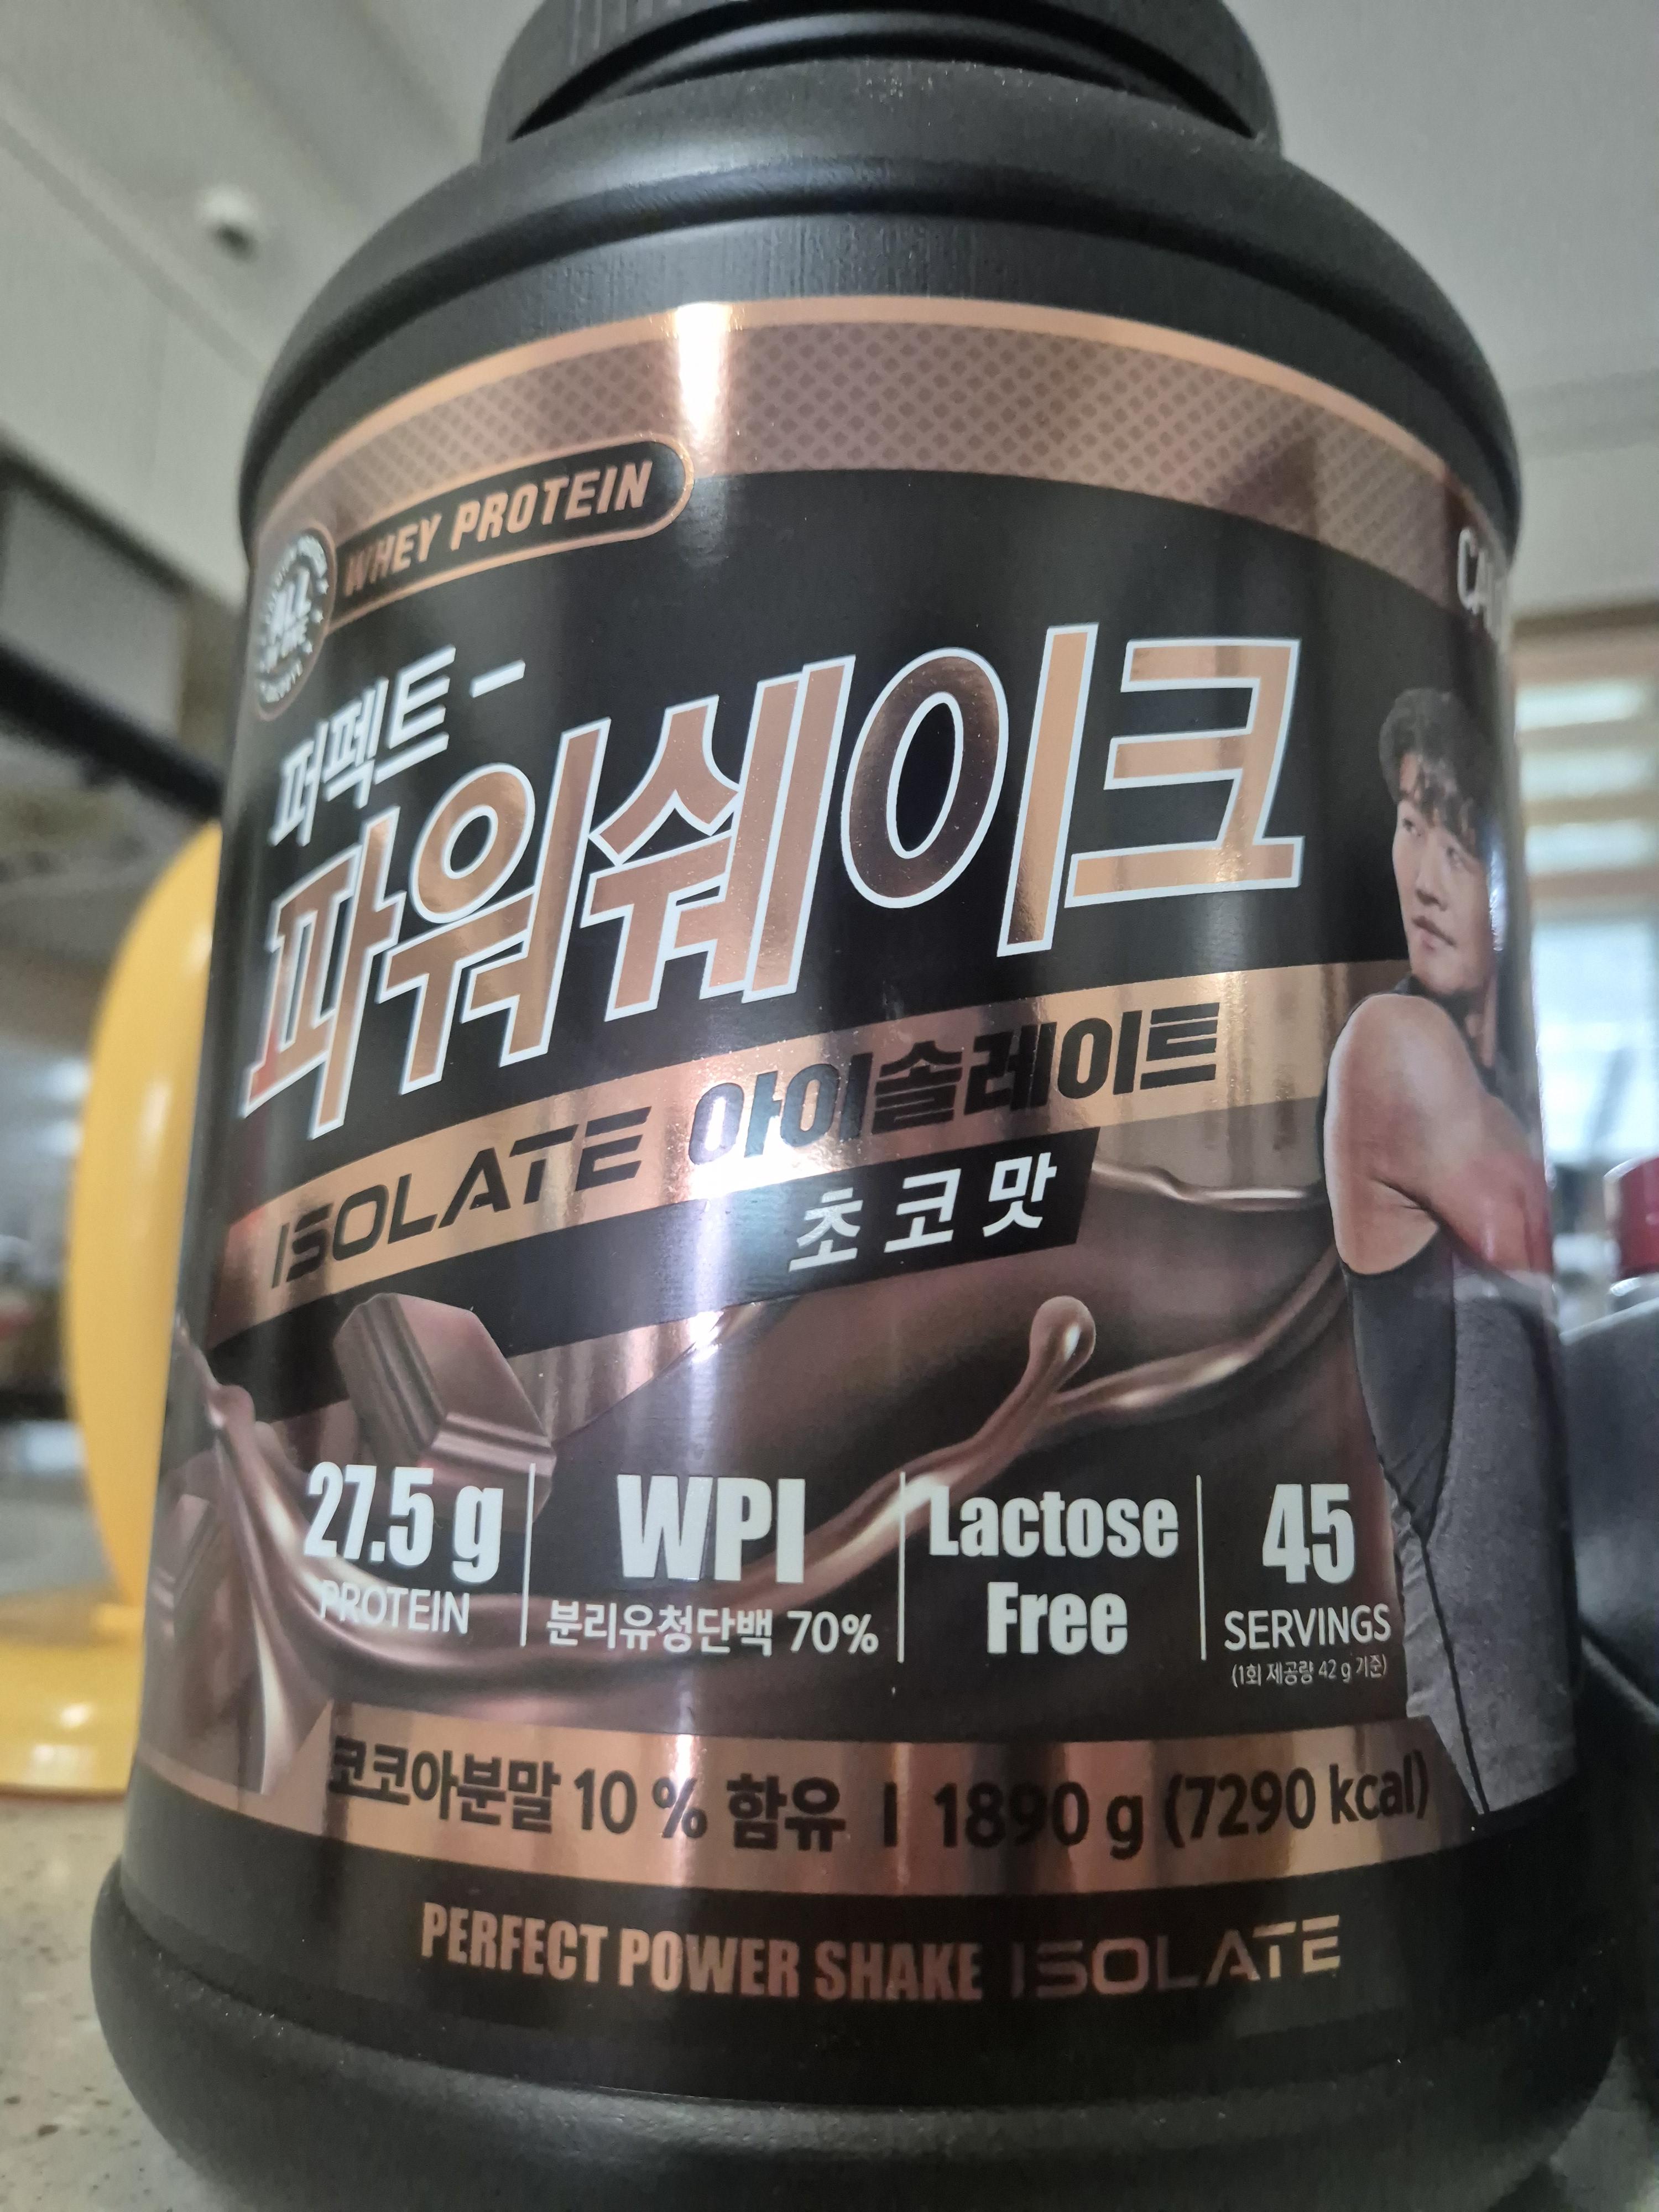 WHEY PROTEIN
ALL
퍼펙트-
파워쉐이크
ISOLATE 아이솔레이트
초코맛
27.5 g
PROTEIN
WPI
분리유청단백 70%
Lactose
Free
45
SERVINGS
(1회 제공량 42 g 기준)
코코아분말 10 % 함유 | 1890 g (7290 kcal)
PERFECT POWER SHAKE ISOLATE